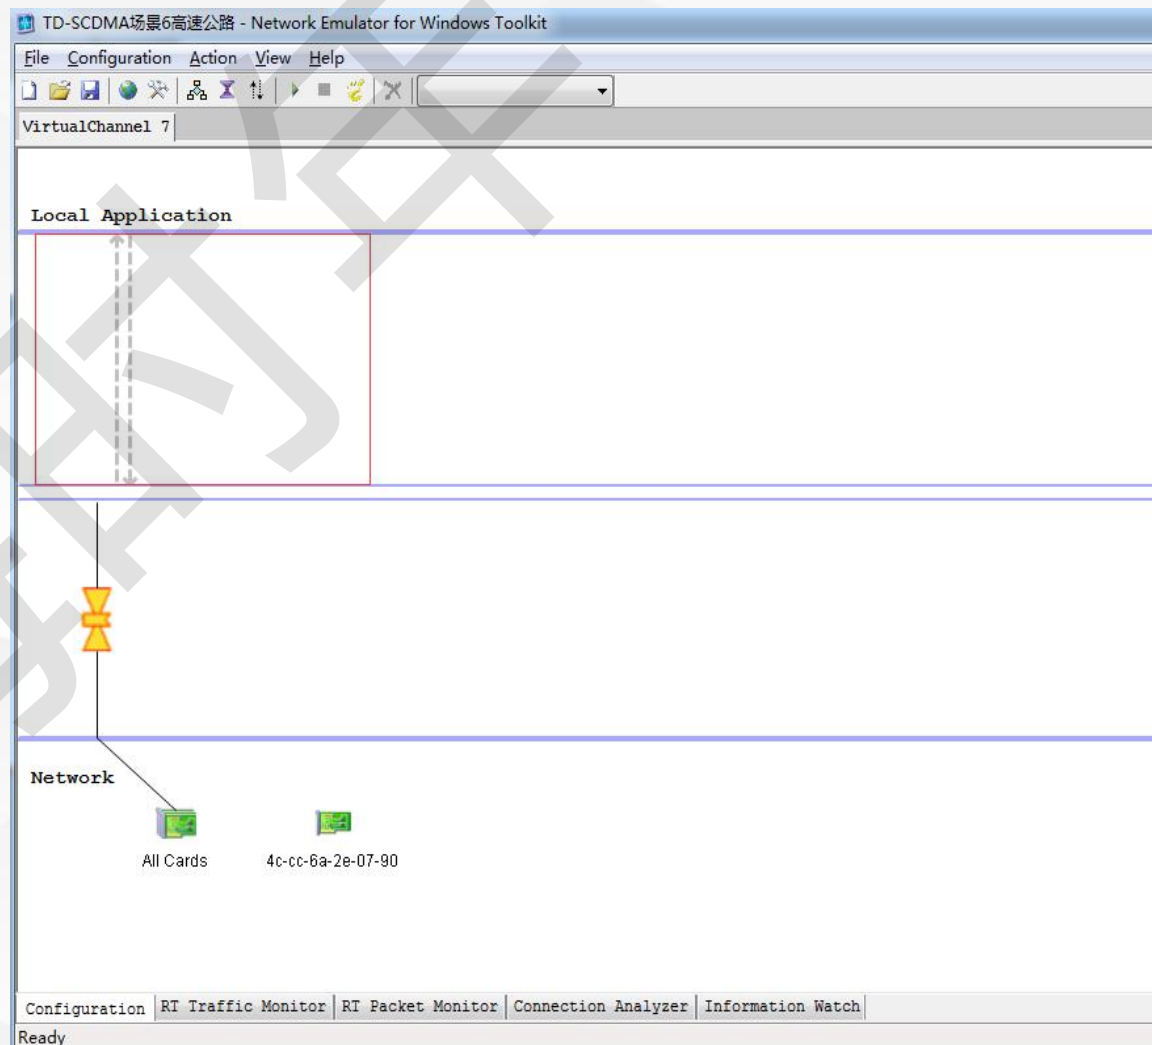 TD-SCDMA场景6高速公路 - Network Emulator for Windows Toolkit
File Configuration Action View Help
VirtualChannel 7
Local Application
Network
All Cards 4c-cc-6a-2e-07-90
Configuration RT Traffic Monitor RT Packet Monitor Connection Analyzer Information Watch
Ready